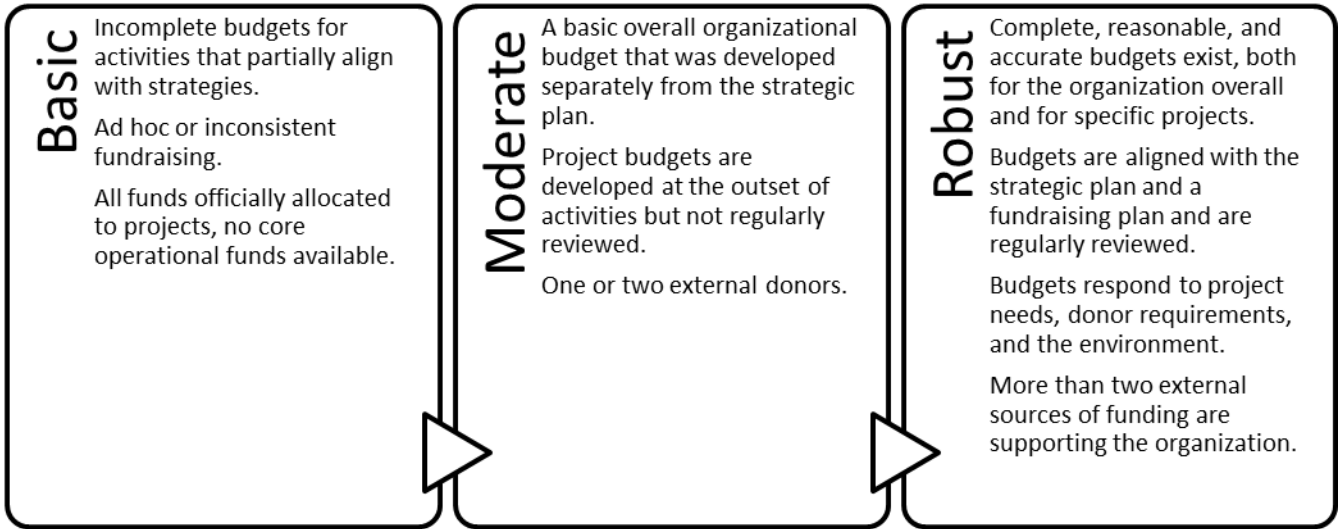 Basic
Incomplete budgets for
activities that partially align
with strategies.
Ad hoc or inconsistent
fundraising.
All funds officially allocated
to projects, no core
operational funds available.
Moderate
A basic overall organizational
budget that was developed
separately from the strategic
plan.
Project budgets are
developed at the outset of
activities but not regularly
reviewed.
One or two external donors.
Robust
Complete, reasonable, and
accurate budgets exist, both
for the organization overall
and for specific projects.
Budgets are aligned with the
strategic plan and a
fundraising plan and are
regularly reviewed.
Budgets respond to project
needs, donor requirements,
and the environment.
More than two external
sources of funding are
supporting the organization.